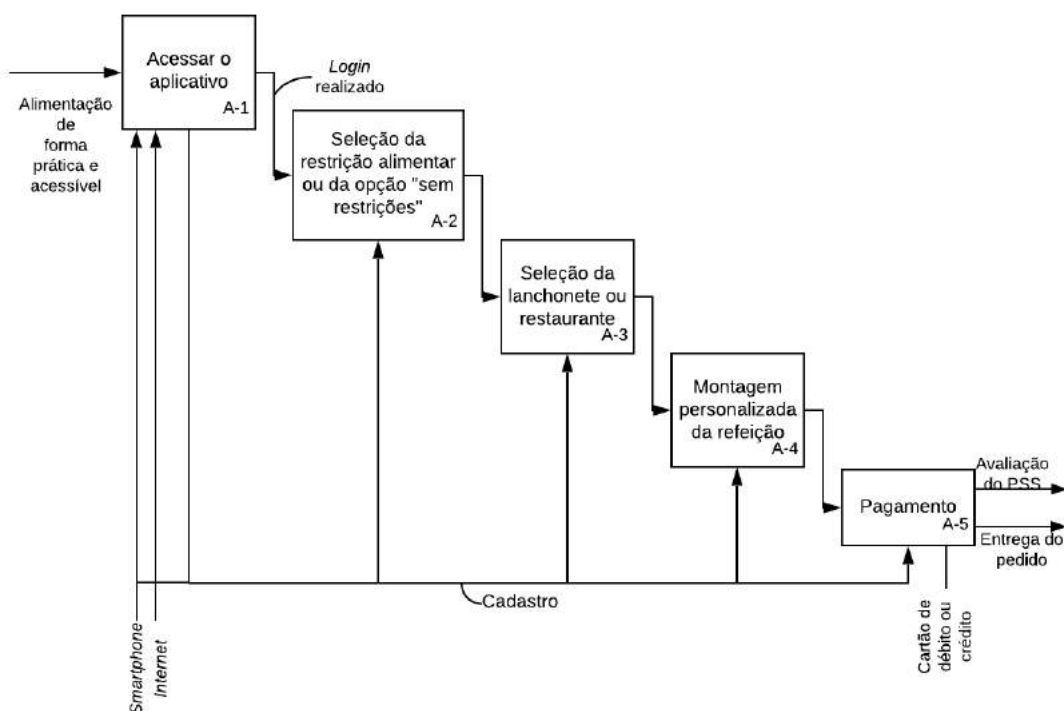 Acessar o
aplicativo
A-1
Login
realizado
Alimentação
de
forma
prática e
acessível
Seleção da
restrição alimentar
ou da opção "sem
restrições"
A-2
Seleção da
lanchonete ou
restaurante
A-3
Montagem
personalizada
da refeição
A-4
Pagamento
A-5
Avaliação
do PSS
Entrega do
pedido
Cadastro
Smartphone
Internet
Cartão de
débito ou
crédito